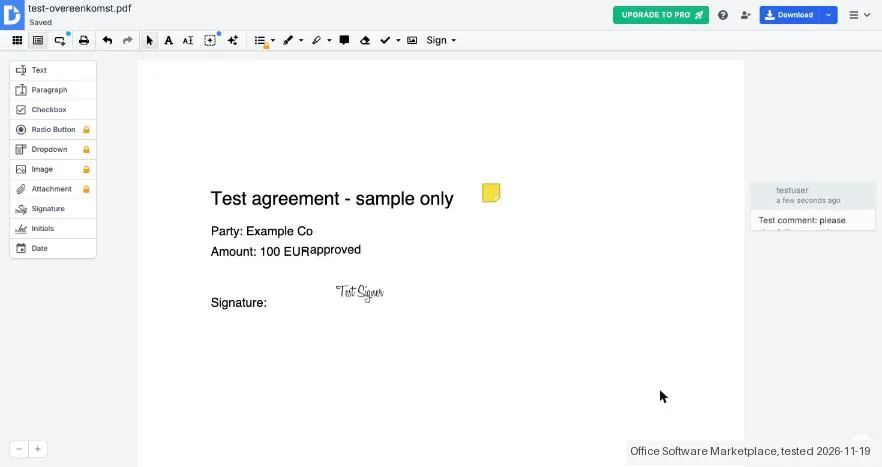 test-overeenkomst.pdf
Saved
UPGRADE TO PRO
Download
Sign
Text
Paragraph
Checkbox
Radio Button
Dropdown
Image
Attachment
Signature
Initials
Date
Test agreement - sample only
Party: Example Co
Amount: 100 EURapproved
Test Signer
Signature:
testuser
a few seconds ago
Test comment: please
Office Software Marketplace, tested 2026-11-19